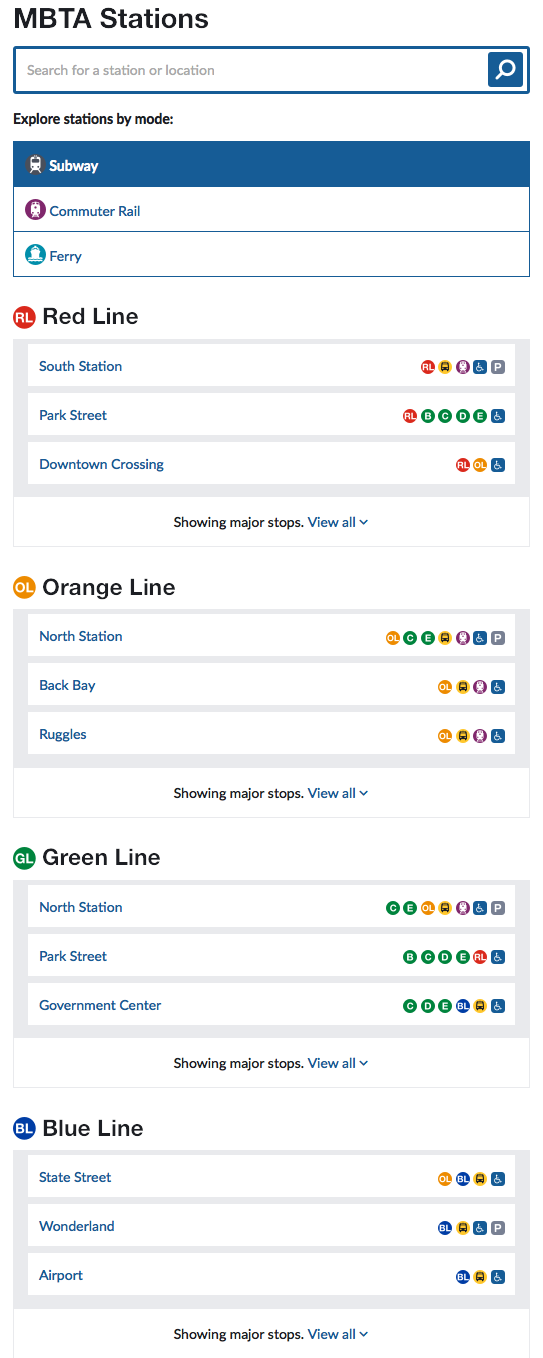 MBTA Stations
Search for a station or location
Explore stations by mode:
Subway
Commuter Rail
Ferry
RL Red Line
South Station RL P
Park Street RL B C D E
Downtown Crossing RL OL
Showing major stops. View all
OL Orange Line
North Station OL C E P
Back Bay OL
Ruggles OL
Showing major stops. View all
GL Green Line
North Station C E OL P
Park Street B C D E RL
Government Center C D E BL
Showing major stops. View all
BL Blue Line
State Street OL BL
Wonderland BL P
Airport BL
Showing major stops. View all